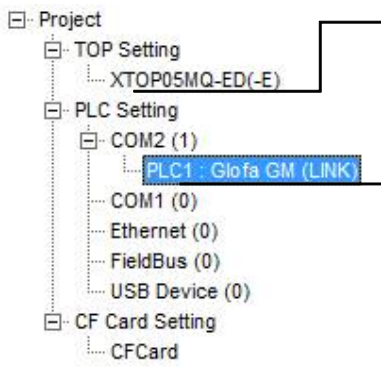 Project
TOP Setting
XTOP05MQ-ED(-E)
PLC Setting
COM2 (1)
PLC1 : Glofa GM (LINK)
COM1 (0)
Ethernet (0)
FieldBus (0)
USB Device (0)
CF Card Setting
CFCard